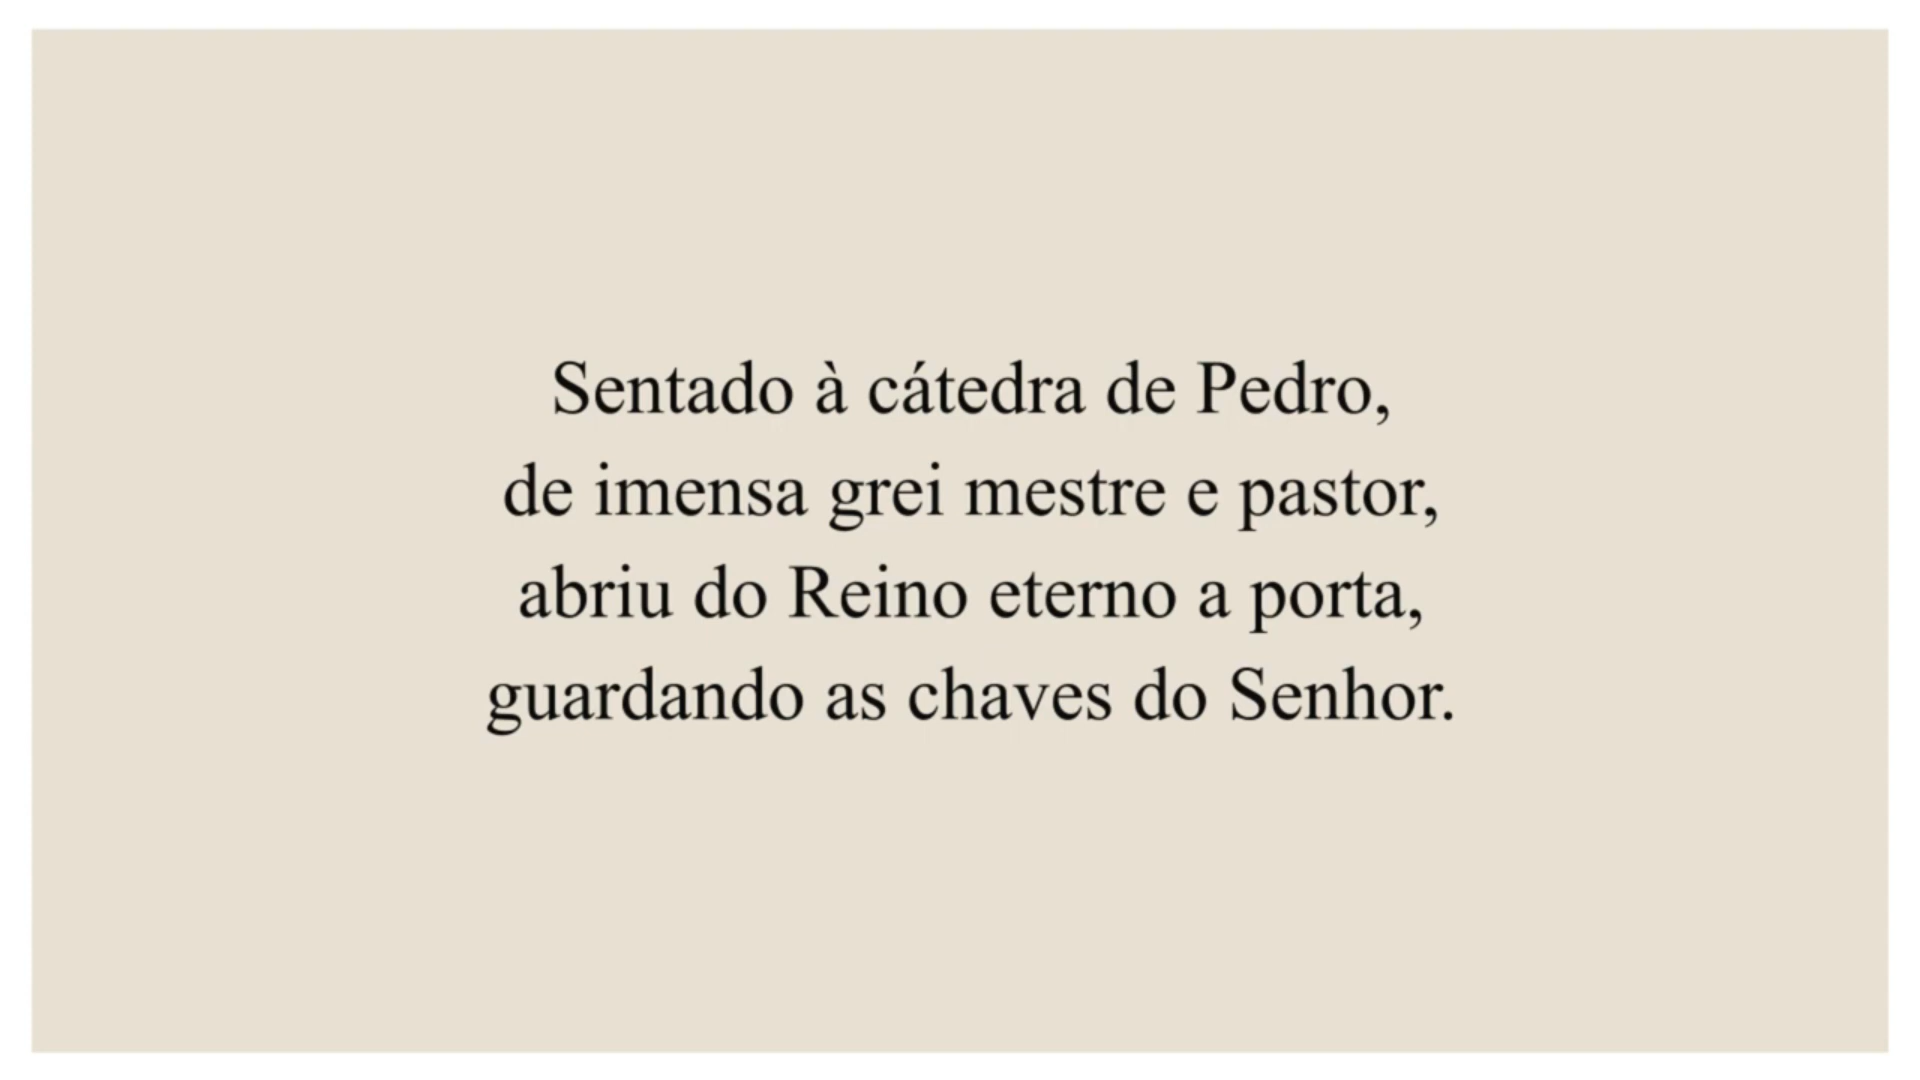 Sentado à cátedra de Pedro,
de imensa grei mestre e pastor,
abriu do Reino eterno a porta,
guardando as chaves do Senhor.